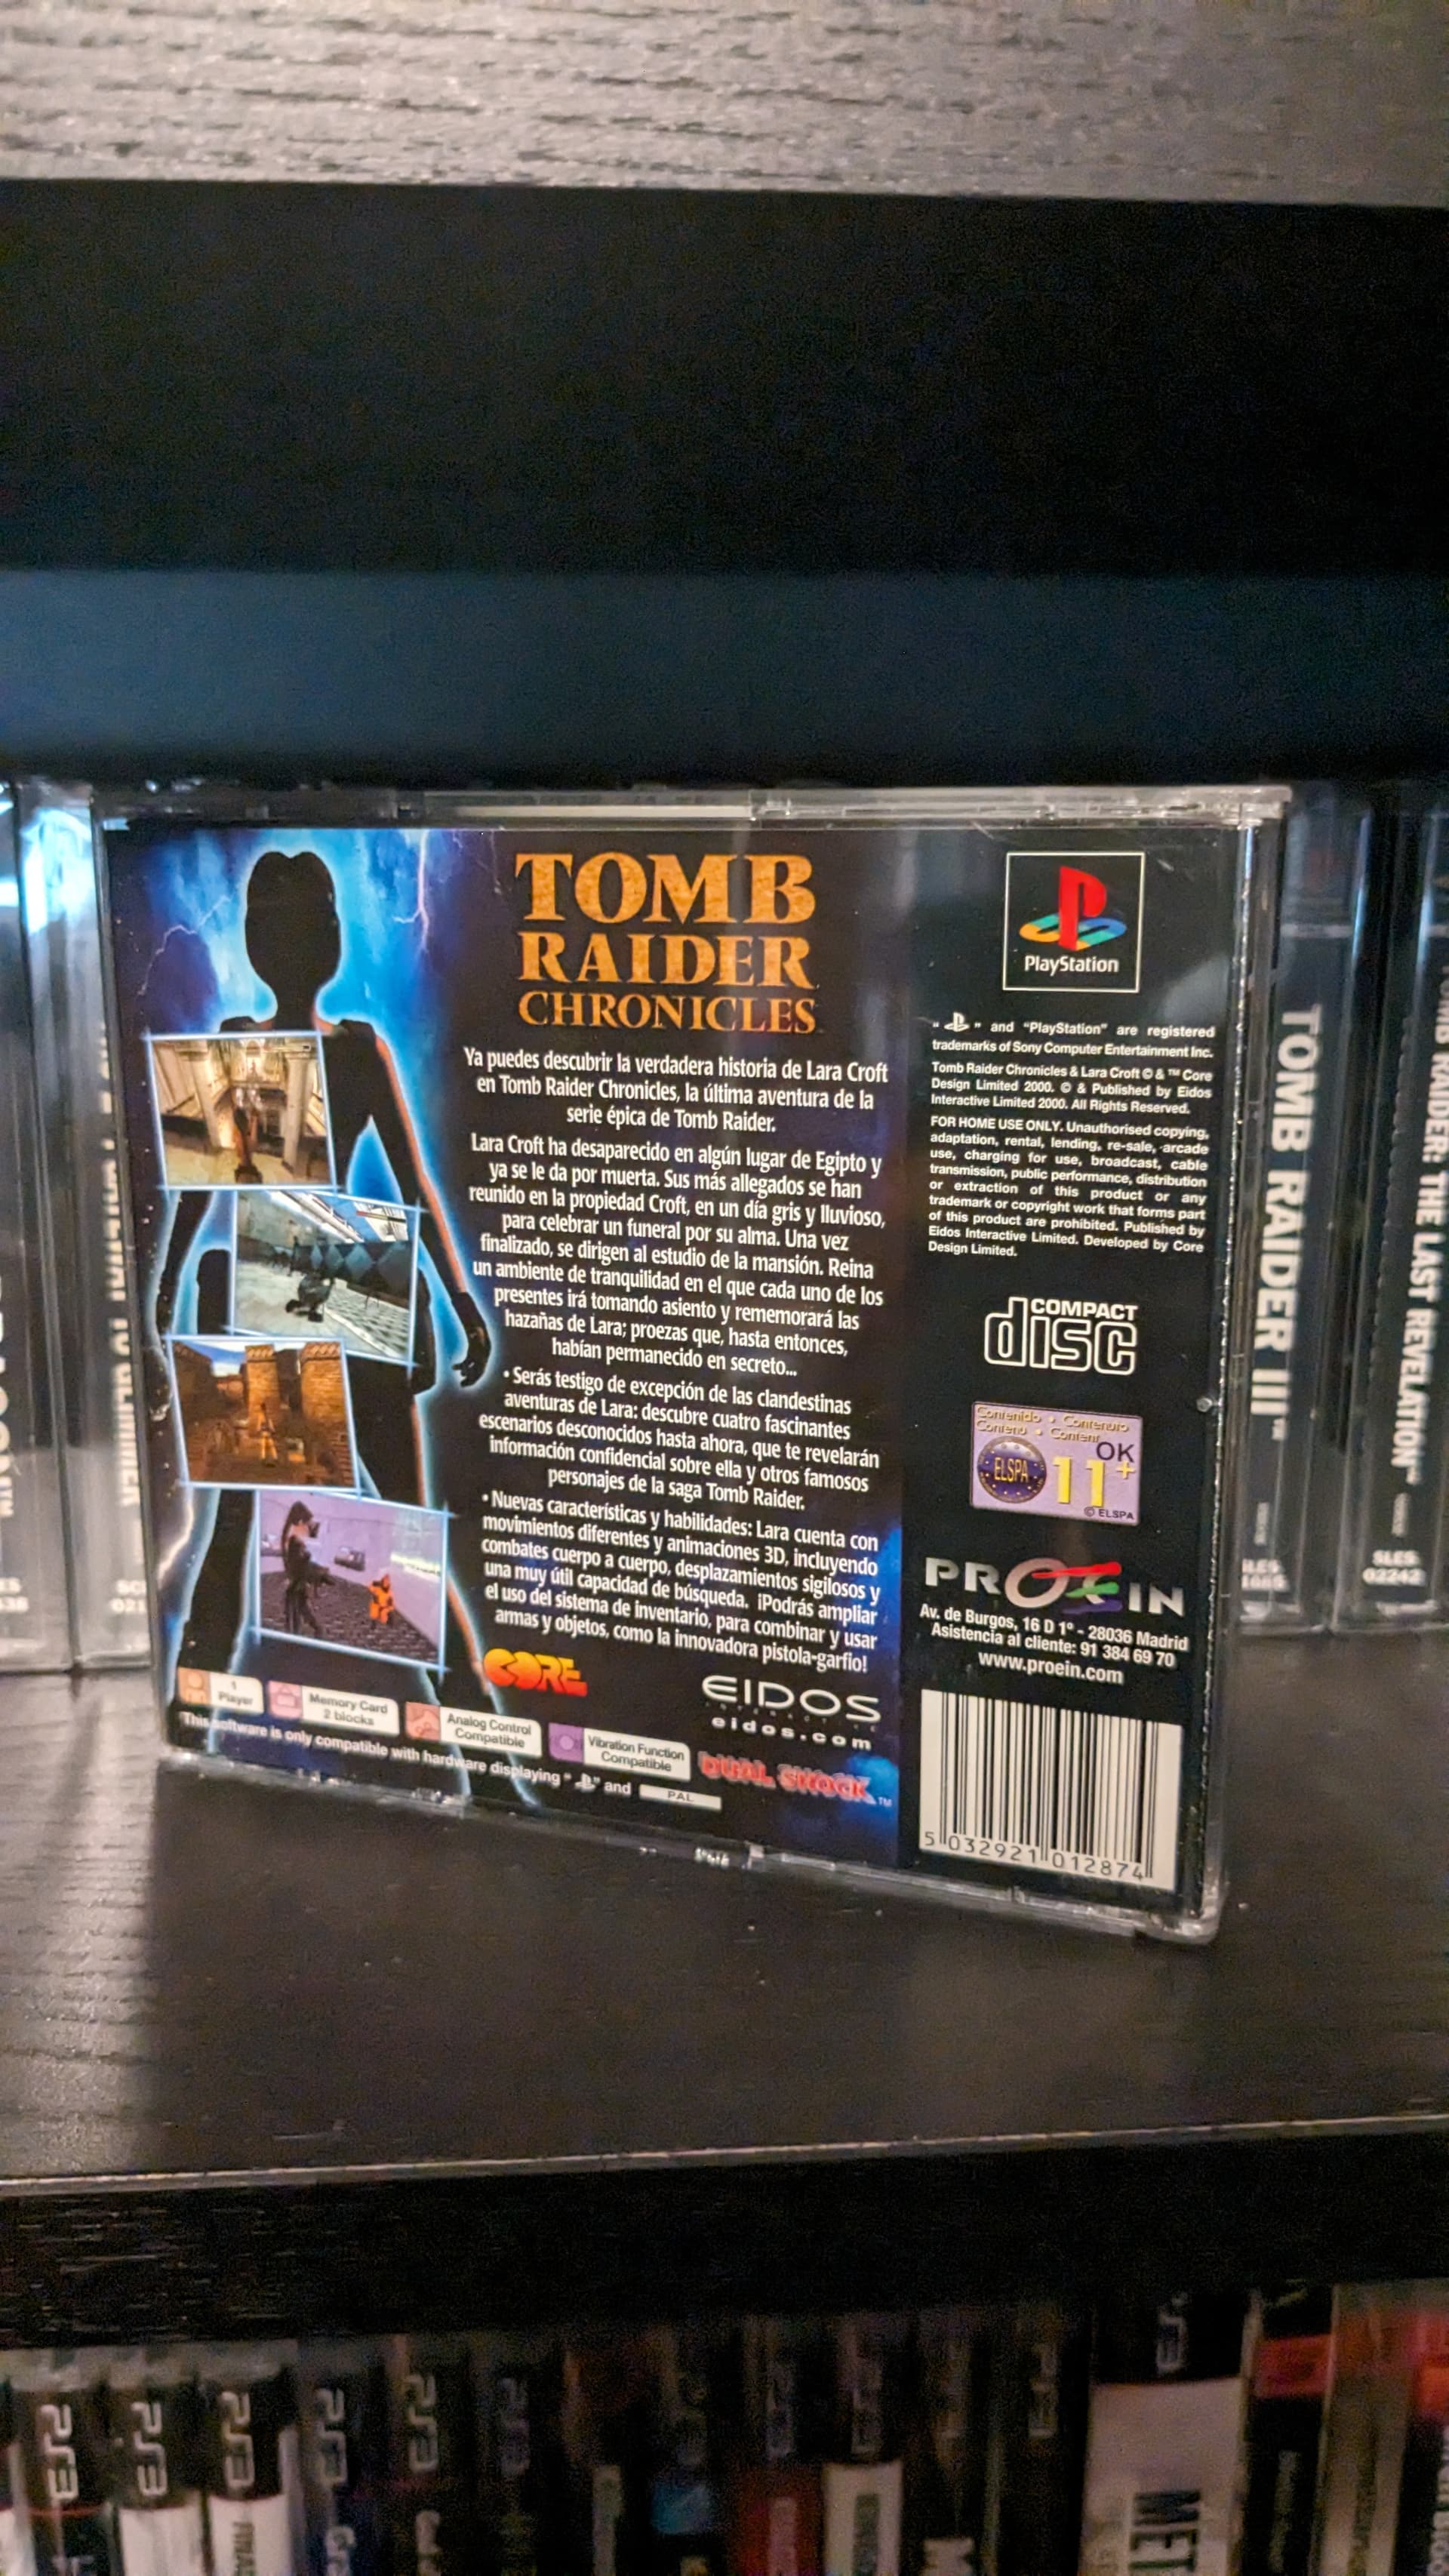 TOMB
RAIDER
CHRONICLES
Ya puedes descubrir la verdadera historia de Lara Croft
en Tomb Raider Chronicles, la última aventura de la
serie épica de Tomb Raider.
Lara Croft ha desaparecido en algún lugar de Egipto y
ya se le da por muerta. Sus más allegados se han
reunido en la propiedad Croft, en un día gris y lluvioso,
para celebrar un funeral por su alma. Una vez
finalizado, se dirigen al estudio de la mansión. Reina
un ambiente de tranquilidad en el que cada uno de los
presentes irá tomando asiento y rememorará las
hazañas de Lara; proezas que, hasta entonces,
habían permanecido en secreto...
• Serás testigo de excepción de las clandestinas
aventuras de Lara: descubre cuatro fascinantes
escenarios desconocidos hasta ahora, que te revelarán
información confidencial sobre ella y otros famosos
personajes de la saga Tomb Raider.
• Nuevas características y habilidades: Lara cuenta con
movimientos diferentes y animaciones 3D, incluyendo
combates cuerpo a cuerpo, desplazamientos sigilosos y
una muy útil capacidad de búsqueda. ¡Podrás ampliar
el uso del sistema de inventario, para combinar y usar
armas y objetos, como la innovadora pistola-garfio!
CORE
EIDOS
INTERACTIVE
eidos.com
1
Player
Memory Card
2 blocks
Analog Control
Compatible
Vibration Function
Compatible
DUAL SHOCK™
This software is only compatible with hardware displaying " " and PAL
PlayStation
" " and "PlayStation" are registered
trademarks of Sony Computer Entertainment Inc.
Tomb Raider Chronicles & Lara Croft © & ™ Core
Design Limited 2000. © & Published by Eidos
Interactive Limited 2000. All Rights Reserved.
FOR HOME USE ONLY. Unauthorised copying,
adaptation, rental, lending, re-sale, arcade
use, charging for use, broadcast, cable
transmission, public performance, distribution
or extraction of this product or any
trademark or copyright work that forms part
of this product are prohibited. Published by
Eidos Interactive Limited. Developed by Core
Design Limited.
COMPACT
disc
Contenido • Contenuto
Contenu • Content
OK
ELSPA
11+
© ELSPA
PROEIN
Av. de Burgos, 16 D 1º - 28036 Madrid
Asistencia al cliente: 91 384 69 70
www.proein.com
5 032921 012874
TOMB RAIDER III™
SLES
TOMB RAIDER: THE LAST REVELATION™
SLES
02242
PS3
PS3
PS3
PS3
PS3
PS3
MET